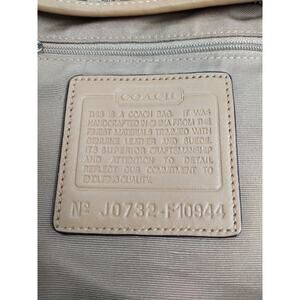 COACH
THIS IS A COACH BAG. IT WAS
HANDCRAFTED IN CHINA FROM THE
FINEST MATERIALS TRIMMED WITH
GENUINE LEATHER AND SUEDE.
ITS SUPERIOR CRAFTSMANSHIP
AND ATTENTION TO DETAIL
REFLECT OUR COMMITMENT TO
ENDURING QUALITY.
Nº J0732-F10944